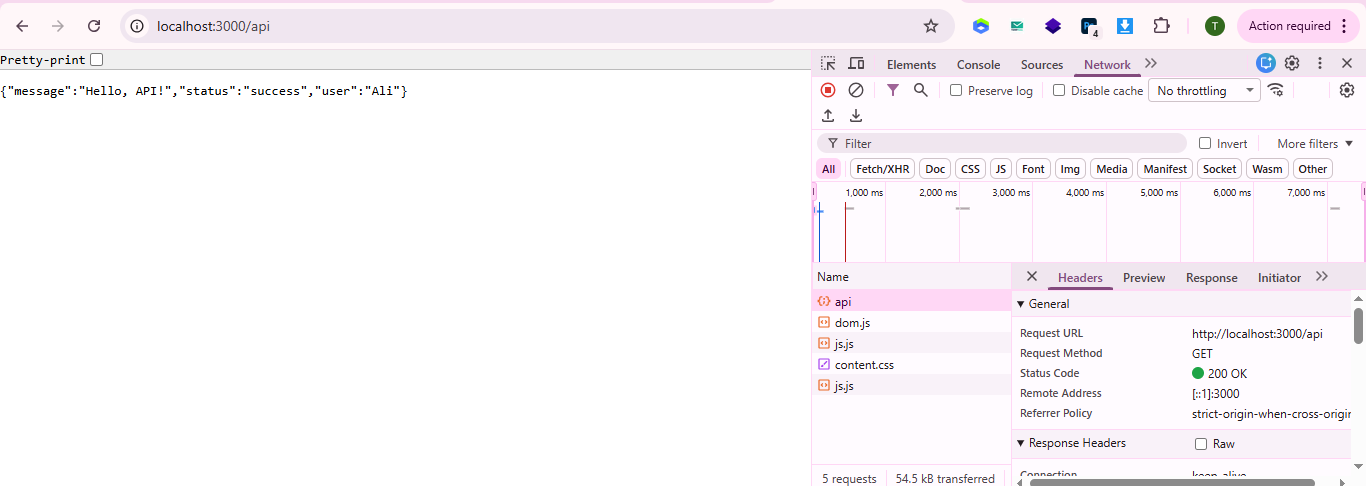 localhost:3000/api
4
T
Action required
Pretty-print
{"message":"Hello, API!","status":"success","user":"Ali"}
Elements Console Sources Network
Preserve log Disable cache No throttling
Filter Invert More filters
All Fetch/XHR Doc CSS JS Font Img Media Manifest Socket Wasm Other
1,000 ms 2,000 ms 3,000 ms 4,000 ms 5,000 ms 6,000 ms 7,000 ms
Name
api
dom.js
js.js
content.css
js.js
5 requests 54.5 kB transferred
Headers Preview Response Initiator
General
Request URL http://localhost:3000/api
Request Method GET
Status Code 200 OK
Remote Address [::1]:3000
Referrer Policy strict-origin-when-cross-origin
Response Headers Raw
Connection keep-alive